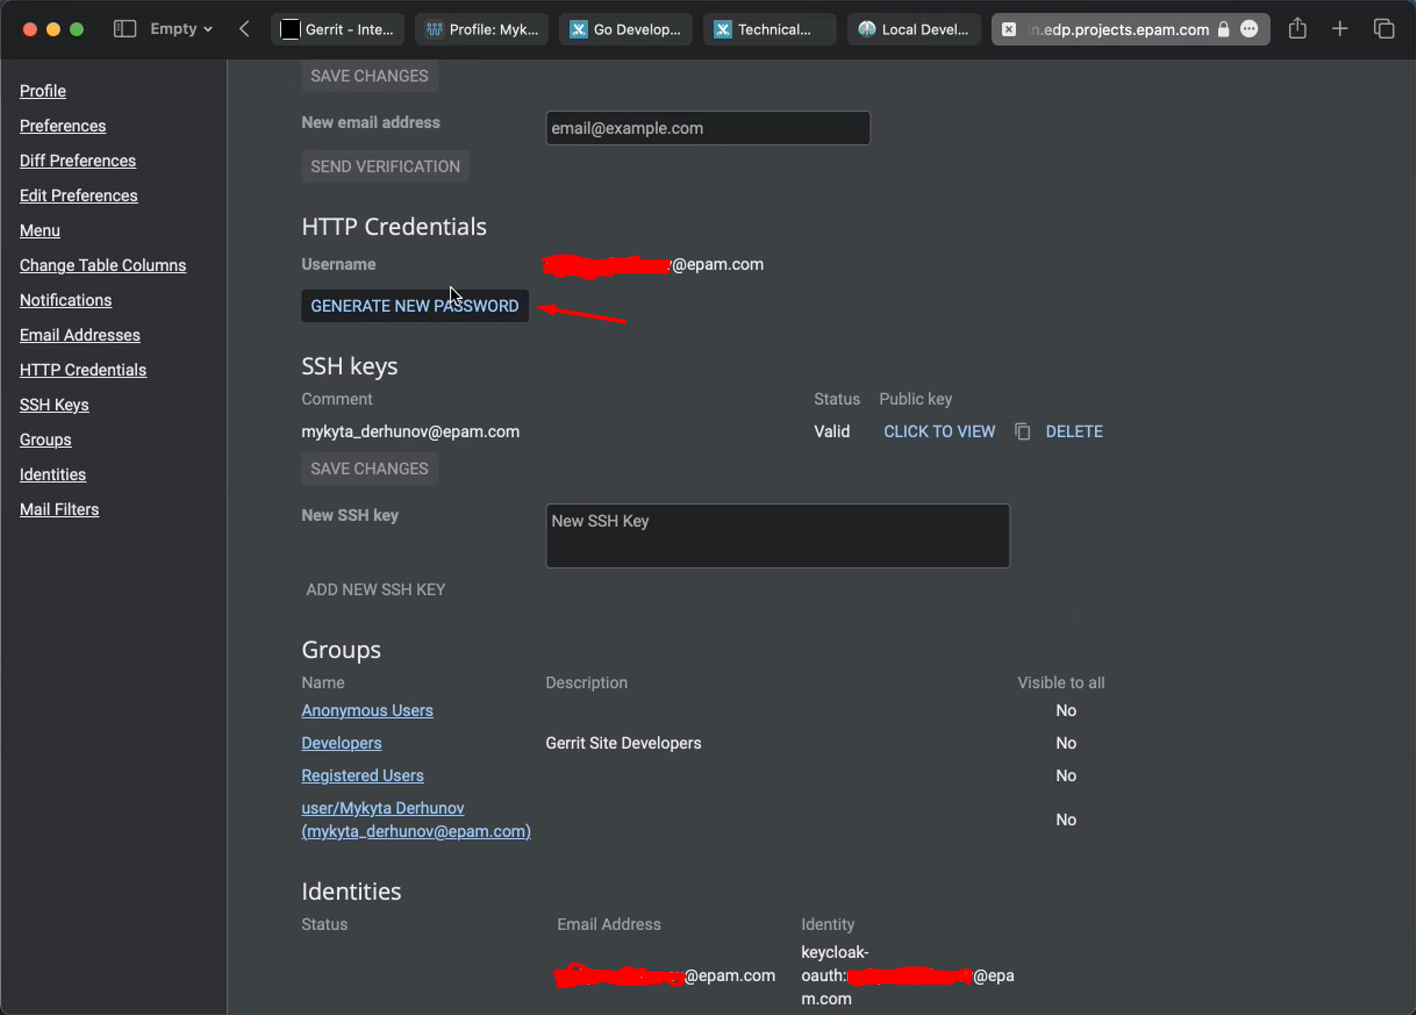 Empty
Gerrit - Inte...
Profile: Myk...
Go Develop...
Technical...
Local Devel...
...n.edp.projects.epam.com
Profile
Preferences
Diff Preferences
Edit Preferences
Menu
Change Table Columns
Notifications
Email Addresses
HTTP Credentials
SSH Keys
Groups
Identities
Mail Filters
SAVE CHANGES
New email address
email@example.com
SEND VERIFICATION
HTTP Credentials
Username
@epam.com
GENERATE NEW PASSWORD
SSH keys
Comment Status Public key
mykyta_derhunov@epam.com Valid CLICK TO VIEW DELETE
SAVE CHANGES
New SSH key
New SSH Key
ADD NEW SSH KEY
Groups
Name Description Visible to all
Anonymous Users No
Developers Gerrit Site Developers No
Registered Users No
user/Mykyta Derhunov
(mykyta_derhunov@epam.com) No
Identities
Status Email Address Identity
keycloak-
@epam.com oauth: @epa
m.com